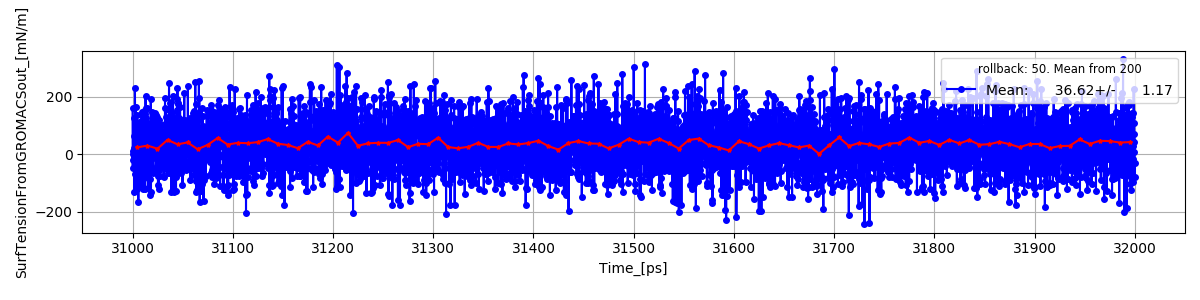 SurfTensionFromGROMACSout_[mN/m]
200
0
−200
rollback: 50. Mean from 200
Mean: 36.62+/- 1.17
31000 31100 31200 31300 31400 31500 31600 31700 31800 31900 32000
Time_[ps]